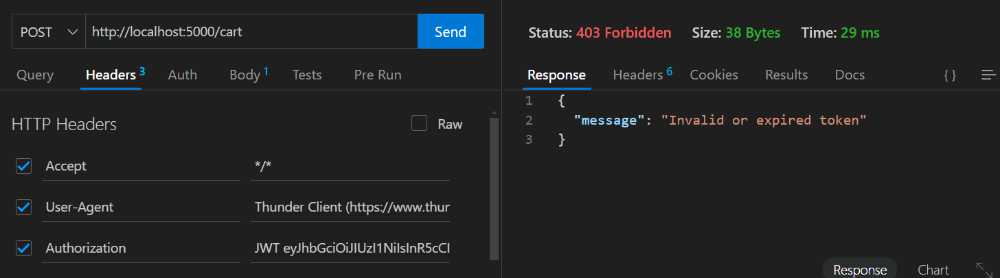 POST http://localhost:5000/cart Send
Query Headers 3 Auth Body 1 Tests Pre Run
HTTP Headers Raw
Accept */*
User-Agent Thunder Client (https://www.thur
Authorization JWT eyJhbGciOiJIUzI1NiIsInR5cCI
Status: 403 Forbidden Size: 38 Bytes Time: 29 ms
Response Headers 6 Cookies Results Docs { }
1 {
2 "message": "Invalid or expired token"
3 }
Response Chart